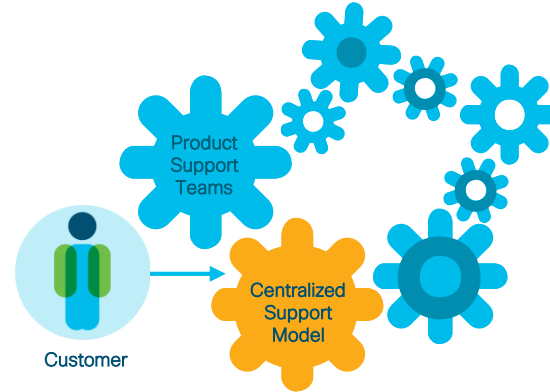 Product
Support
Teams
Centralized
Support
Model
Customer